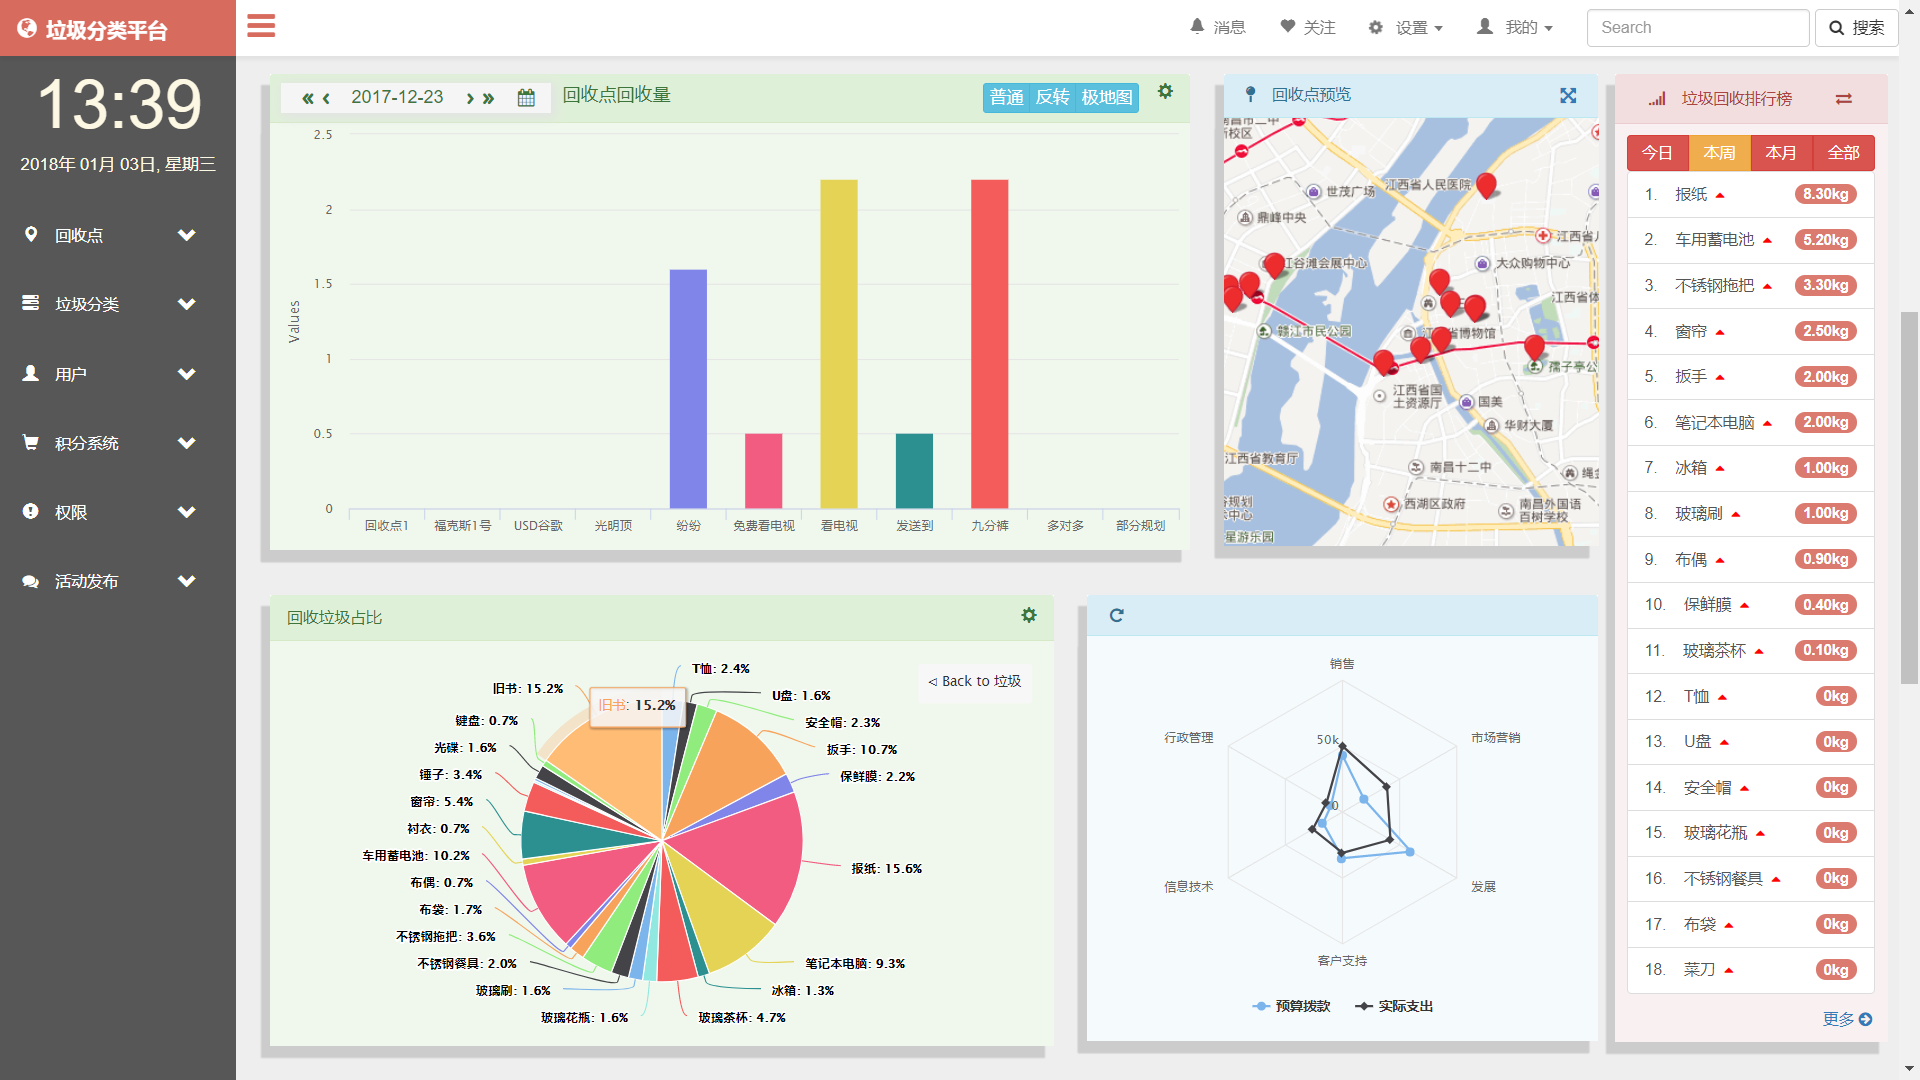 垃圾分类平台
消息
关注
设置
我的
Search
搜索
13:39
2018年 01月 03日, 星期三
回收点
垃圾分类
用户
积分系统
权限
活动发布
2017-12-23
回收点回收量
普通
反转
极地图
2.5
2
1.5
1
0.5
0
Values
回收点1
福克斯1号
USD谷歌
光明顶
纷纷
免费看电视
看电视
发送到
九分裤
多对多
部分规划
回收点预览
南昌市二中
新校区
世茂广场
江西省人民医院
鼎峰中央
江西省儿
江谷滩会展中心
大众购物中心
江西省体
赣江市民公园
省博物馆
孺子亭公
江西省国
土资源厅
国美
华财大厦
江西省教育厅
南昌十二中
绳金
谷规划
示中心
西湖区政府
南昌外国语
百树学校
星游乐园
垃圾回收排行榜
今日
本周
本月
全部
1. 报纸 8.30kg
2. 车用蓄电池 5.20kg
3. 不锈钢拖把 3.30kg
4. 窗帘 2.50kg
5. 扳手 2.00kg
6. 笔记本电脑 2.00kg
7. 冰箱 1.00kg
8. 玻璃刷 1.00kg
9. 布偶 0.90kg
10. 保鲜膜 0.40kg
11. 玻璃茶杯 0.10kg
12. T恤 0kg
13. U盘 0kg
14. 安全帽 0kg
15. 玻璃花瓶 0kg
16. 不锈钢餐具 0kg
17. 布袋 0kg
18. 菜刀 0kg
更多
回收垃圾占比
Back to 垃圾
T恤: 2.4%
U盘: 1.6%
安全帽: 2.3%
扳手: 10.7%
保鲜膜: 2.2%
报纸: 15.6%
笔记本电脑: 9.3%
冰箱: 1.3%
玻璃茶杯: 4.7%
玻璃花瓶: 1.6%
玻璃刷: 1.6%
不锈钢餐具: 2.0%
不锈钢拖把: 3.6%
布袋: 1.7%
布偶: 0.7%
车用蓄电池: 10.2%
衬衣: 0.7%
窗帘: 5.4%
锤子: 3.4%
光碟: 1.6%
键盘: 0.7%
旧书: 15.2%
旧书: 15.2%
销售
市场营销
发展
客户支持
信息技术
行政管理
50k
0
预算拨款
实际支出